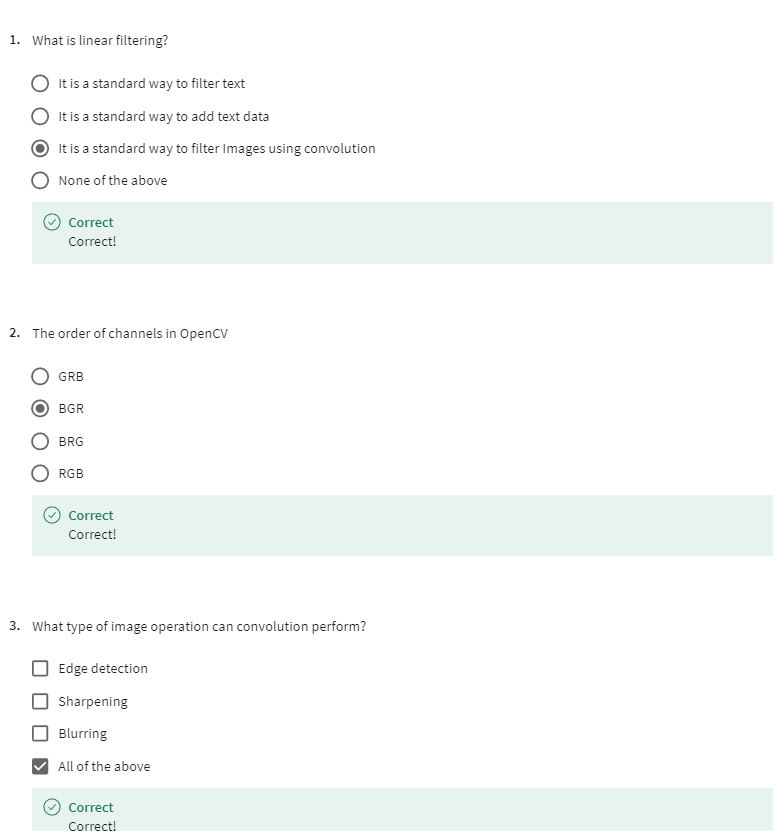 1. What is linear filtering?
It is a standard way to filter text
It is a standard way to add text data
It is a standard way to filter Images using convolution
None of the above
Correct
Correct!
2. The order of channels in OpenCV
GRB
BGR
BRG
RGB
Correct
Correct!
3. What type of image operation can convolution perform?
Edge detection
Sharpening
Blurring
All of the above
Correct
Correct!